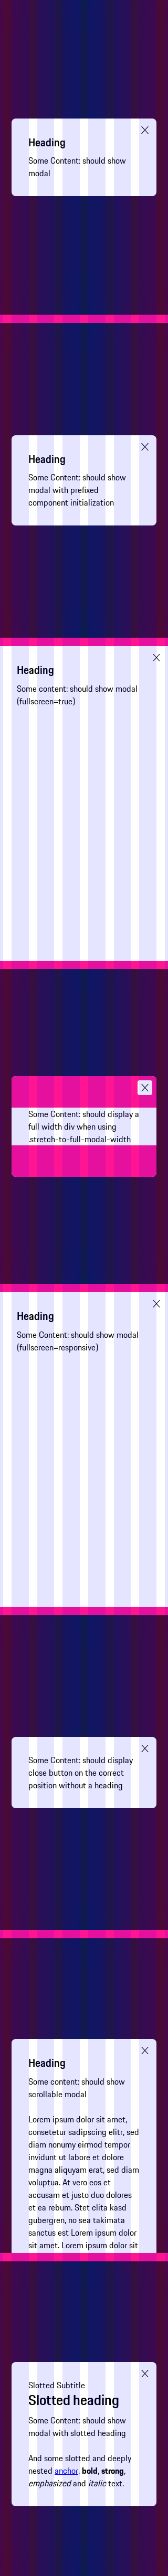 Heading
Some Content: should show
modal
Heading
Some Content: should show
modal with prefixed
component initialization
Heading
Some content: should show modal
(fullscreen=true)
Some Content: should display a
full width div when using
.stretch-to-full-modal-width
Heading
Some Content: should show modal
(fullscreen=responsive)
Some Content: should display
close button on the correct
position without a heading
Heading
Some content: should show
scrollable modal
Lorem ipsum dolor sit amet,
consetetur sadipscing elitr, sed
diam nonumy eirmod tempor
invidunt ut labore et dolore
magna aliquyam erat, sed diam
voluptua. At vero eos et
accusam et justo duo dolores
et ea rebum. Stet clita kasd
gubergren, no sea takimata
sanctus est Lorem ipsum dolor
sit amet. Lorem ipsum dolor sit
Slotted Subtitle
Slotted heading
Some Content: should show
modal with slotted heading
And some slotted and deeply
nested anchor, bold, strong,
emphasized and italic text.